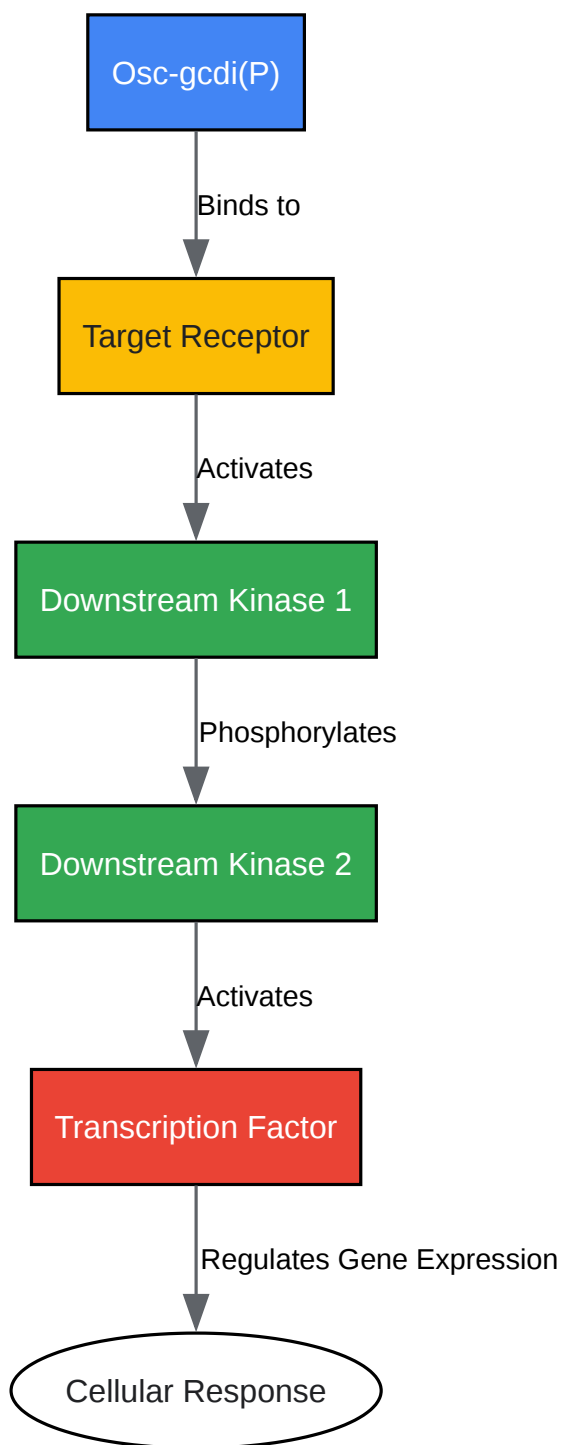 Osc-gcdi(P)
Binds to
Target Receptor
Activates
Downstream Kinase 1
Phosphorylates
Downstream Kinase 2
Activates
Transcription Factor
Regulates Gene Expression
Cellular Response